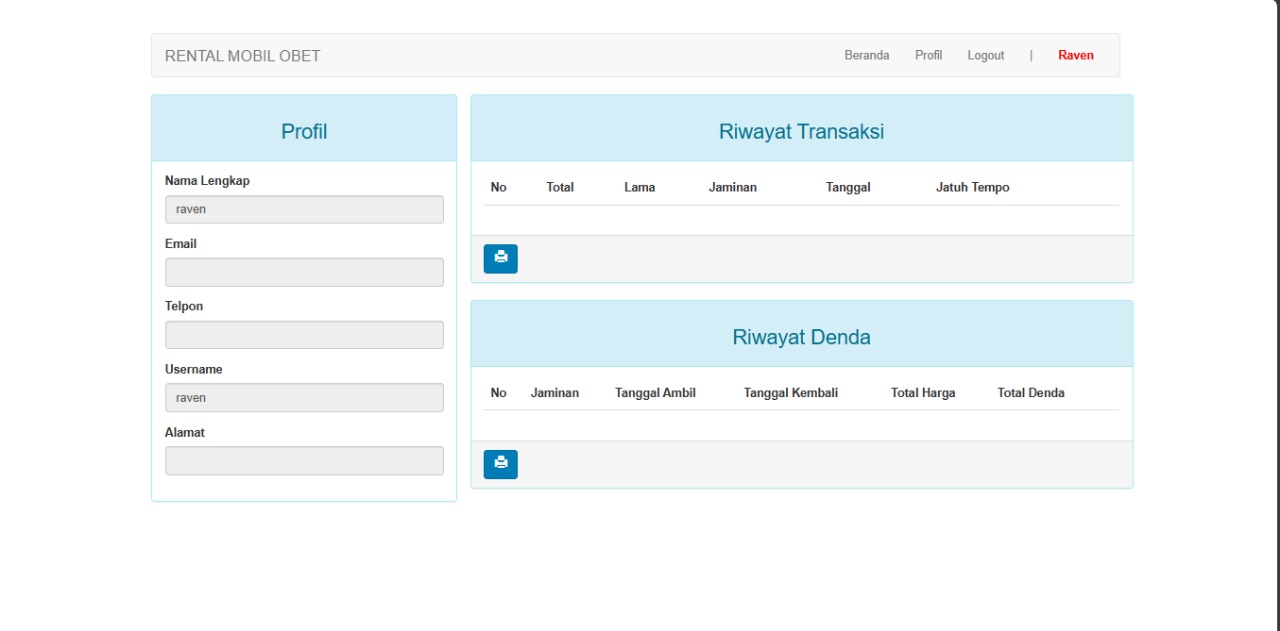 RENTAL MOBIL OBET
Beranda Profil Logout | Raven
Profil
Nama Lengkap
raven
Email
Telpon
Username
raven
Alamat
Riwayat Transaksi
No Total Lama Jaminan Tanggal Jatuh Tempo
Riwayat Denda
No Jaminan Tanggal Ambil Tanggal Kembali Total Harga Total Denda